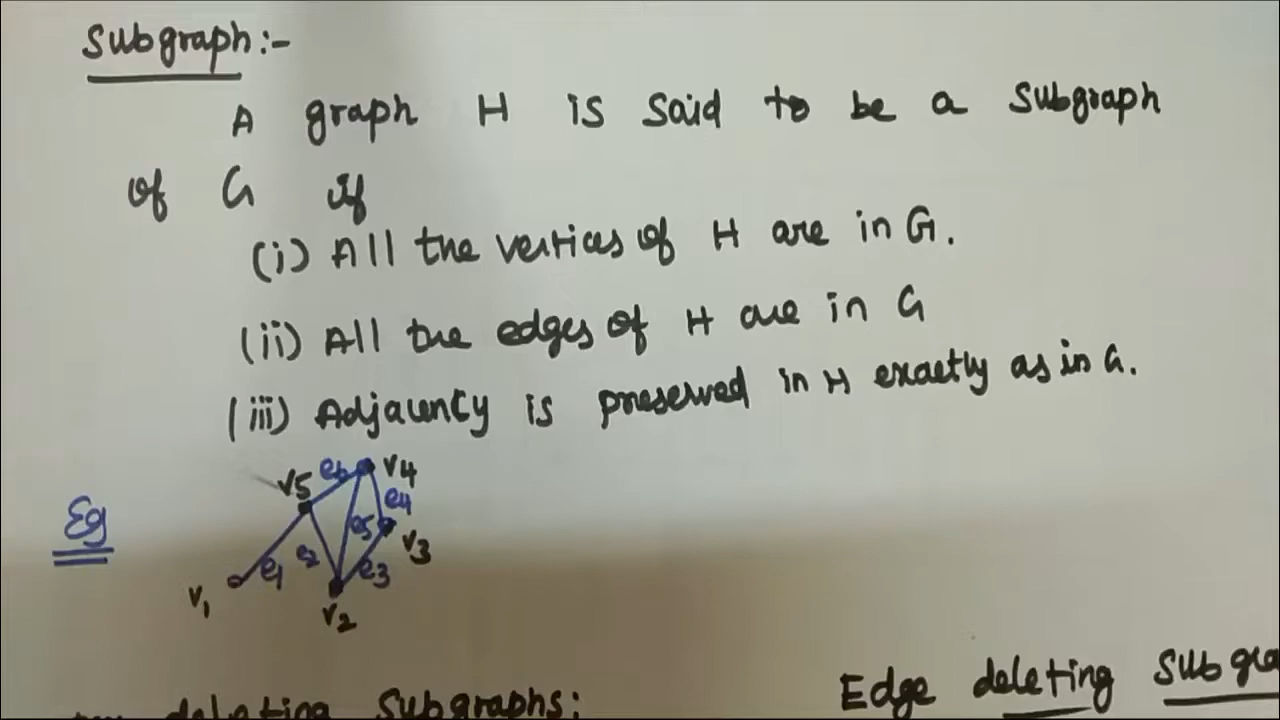 Subgraph:-
A graph H is said to be a subgraph
of G if
(i) All the vertices of H are in G.
(ii) All the edges of H are in G
(iii) Adjacency is preserved in H exactly as in G.
Eg
v5 e6 v4
e4
e5
v3
e2
e1 e3
v1
v2
Edge deleting Subgra
deleting Subgraphs: